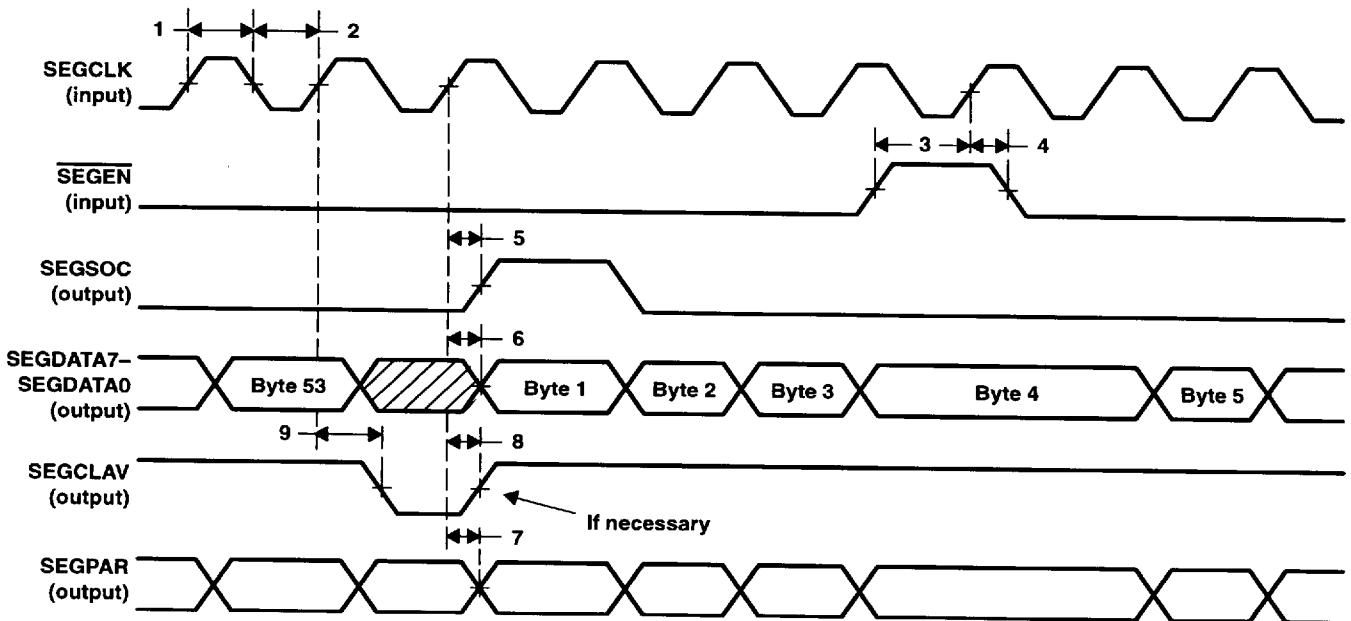 1
2
SEGCLK
(input)
3
4
SEGEN
(input)
5
SEGSOC
(output)
6
SEGDATA7–
SEGDATA0
(output)
Byte 53
Byte 1
Byte 2
Byte 3
Byte 4
Byte 5
9
8
SEGCLAV
(output)
If necessary
7
SEGPAR
(output)